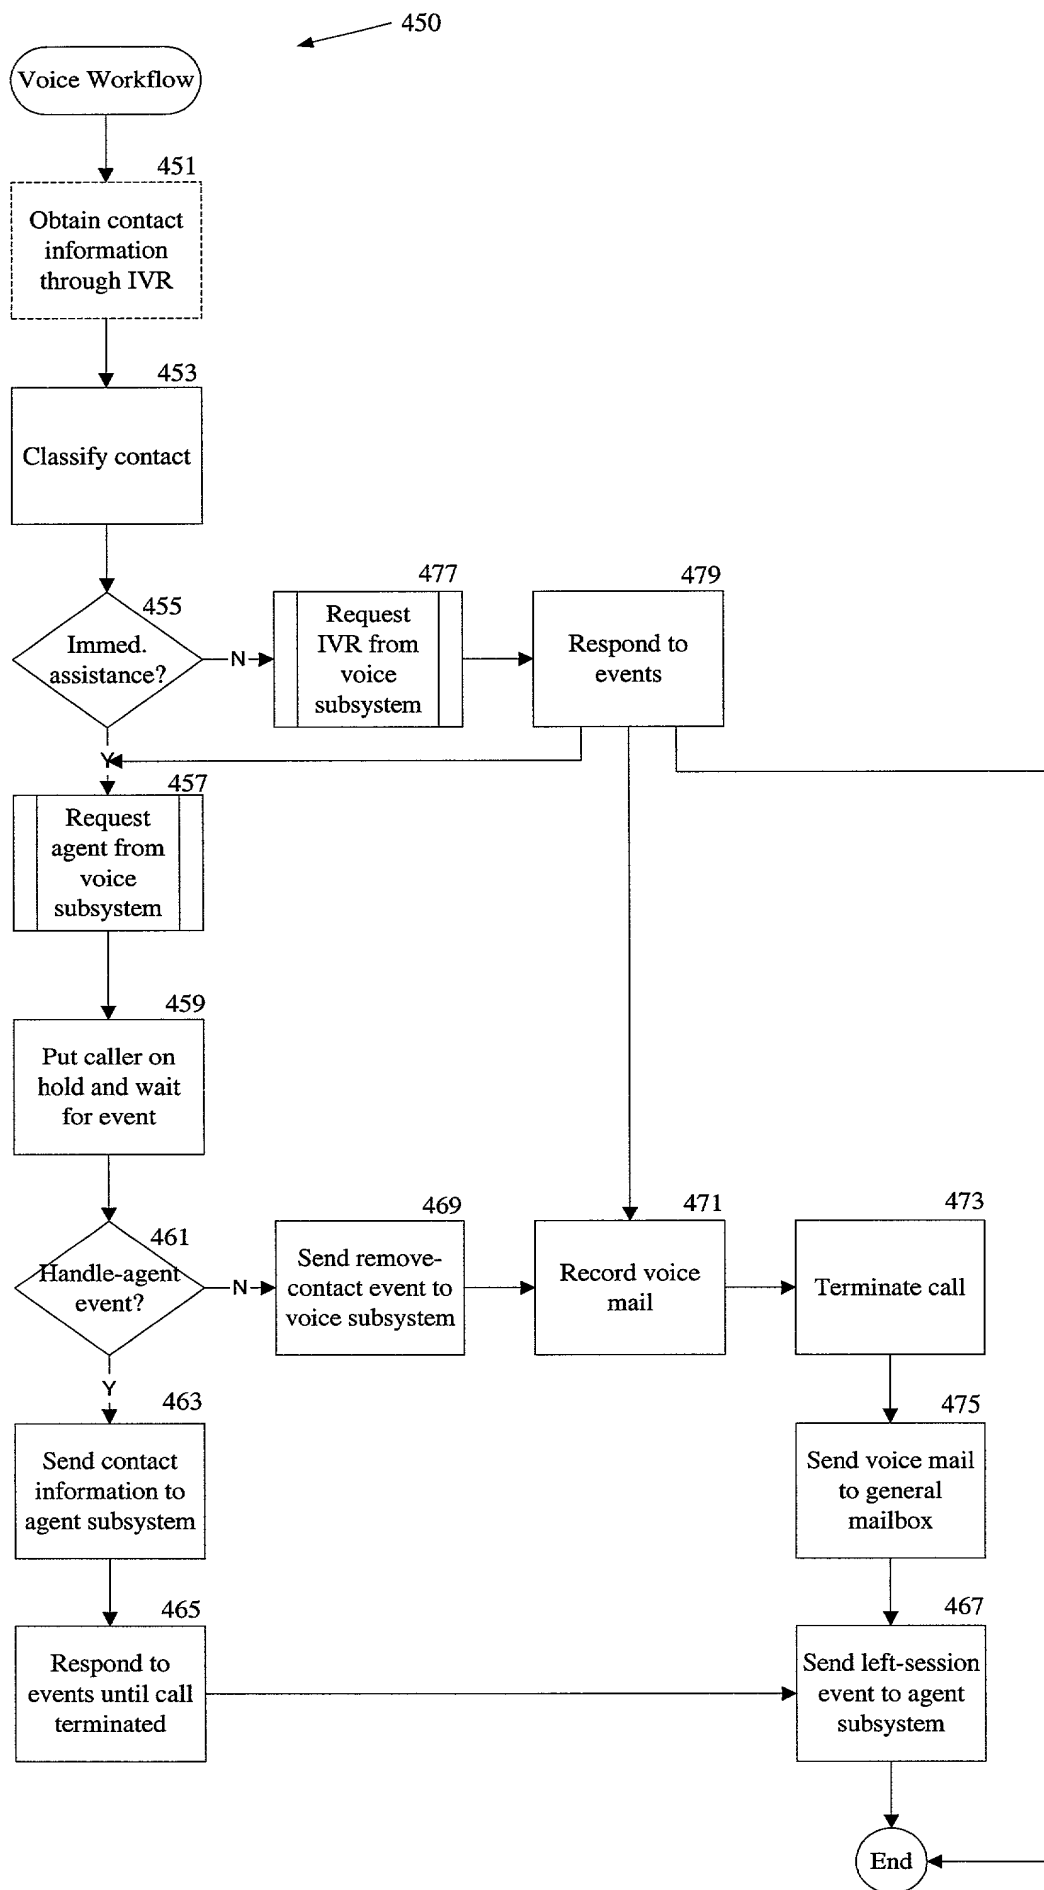 450
Voice Workflow
451
Obtain contact
information
through IVR
453
Classify contact
455
Immed.
assistance?
N
477
Request
IVR from
voice
subsystem
479
Respond to
events
Y
457
Request
agent from
voice
subsystem
459
Put caller on
hold and wait
for event
461
Handle-agent
event?
N
469
Send remove-
contact event to
voice subsystem
471
Record voice
mail
473
Terminate call
Y
463
Send contact
information to
agent subsystem
475
Send voice mail
to general
mailbox
465
Respond to
events until call
terminated
467
Send left-session
event to agent
subsystem
End